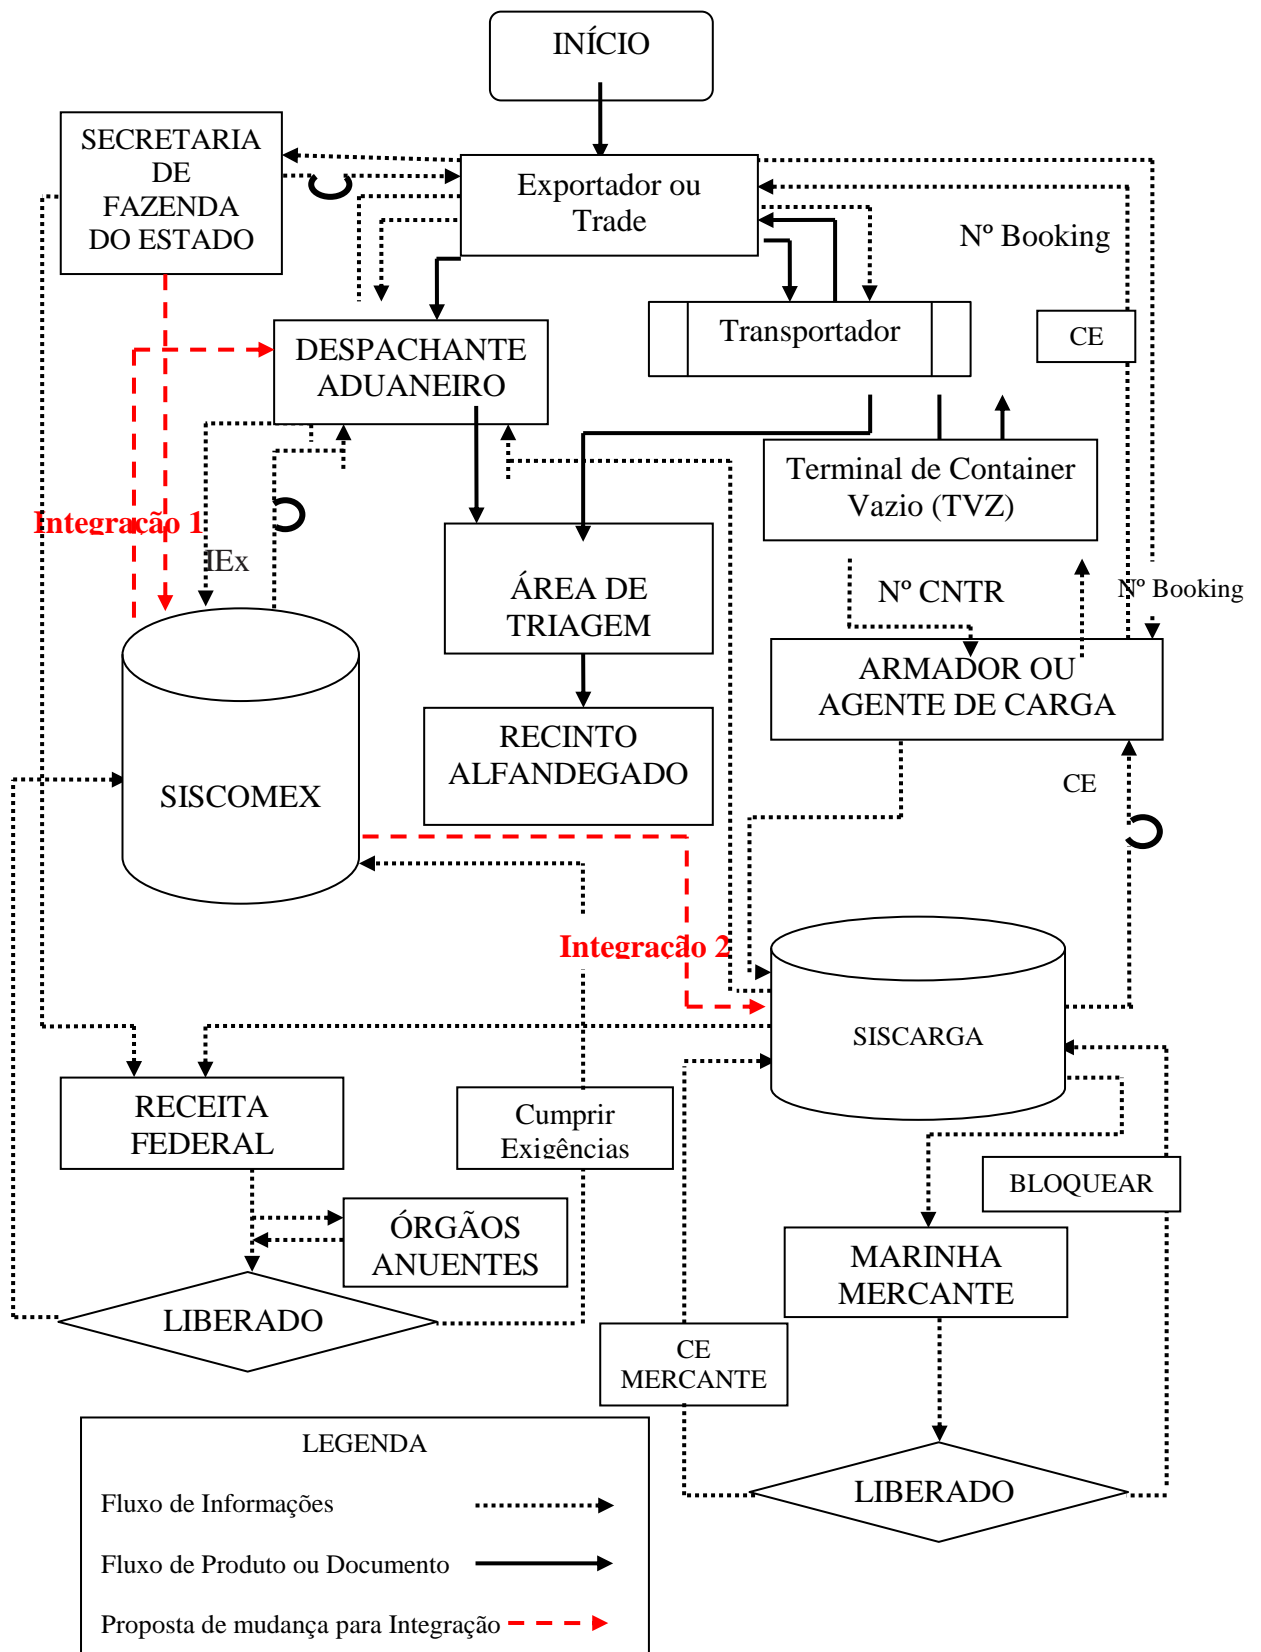 INÍCIO
SECRETARIA
DE
FAZENDA
DO ESTADO
Exportador ou
Trade
Nº Booking
Transportador
CE
DESPACHANTE
ADUANEIRO
Terminal de Container
Vazio (TVZ)
Integração 1
IEx
ÁREA DE
TRIAGEM
Nº CNTR
Nº Booking
ARMADOR OU
AGENTE DE CARGA
RECINTO
ALFANDEGADO
SISCOMEX
CE
Integração 2
SISCARGA
RECEITA
FEDERAL
Cumprir
Exigências
BLOQUEAR
ÓRGÃOS
ANUENTES
MARINHA
MERCANTE
LIBERADO
CE
MERCANTE
LIBERADO
LEGENDA
Fluxo de Informações
Fluxo de Produto ou Documento
Proposta de mudança para Integração